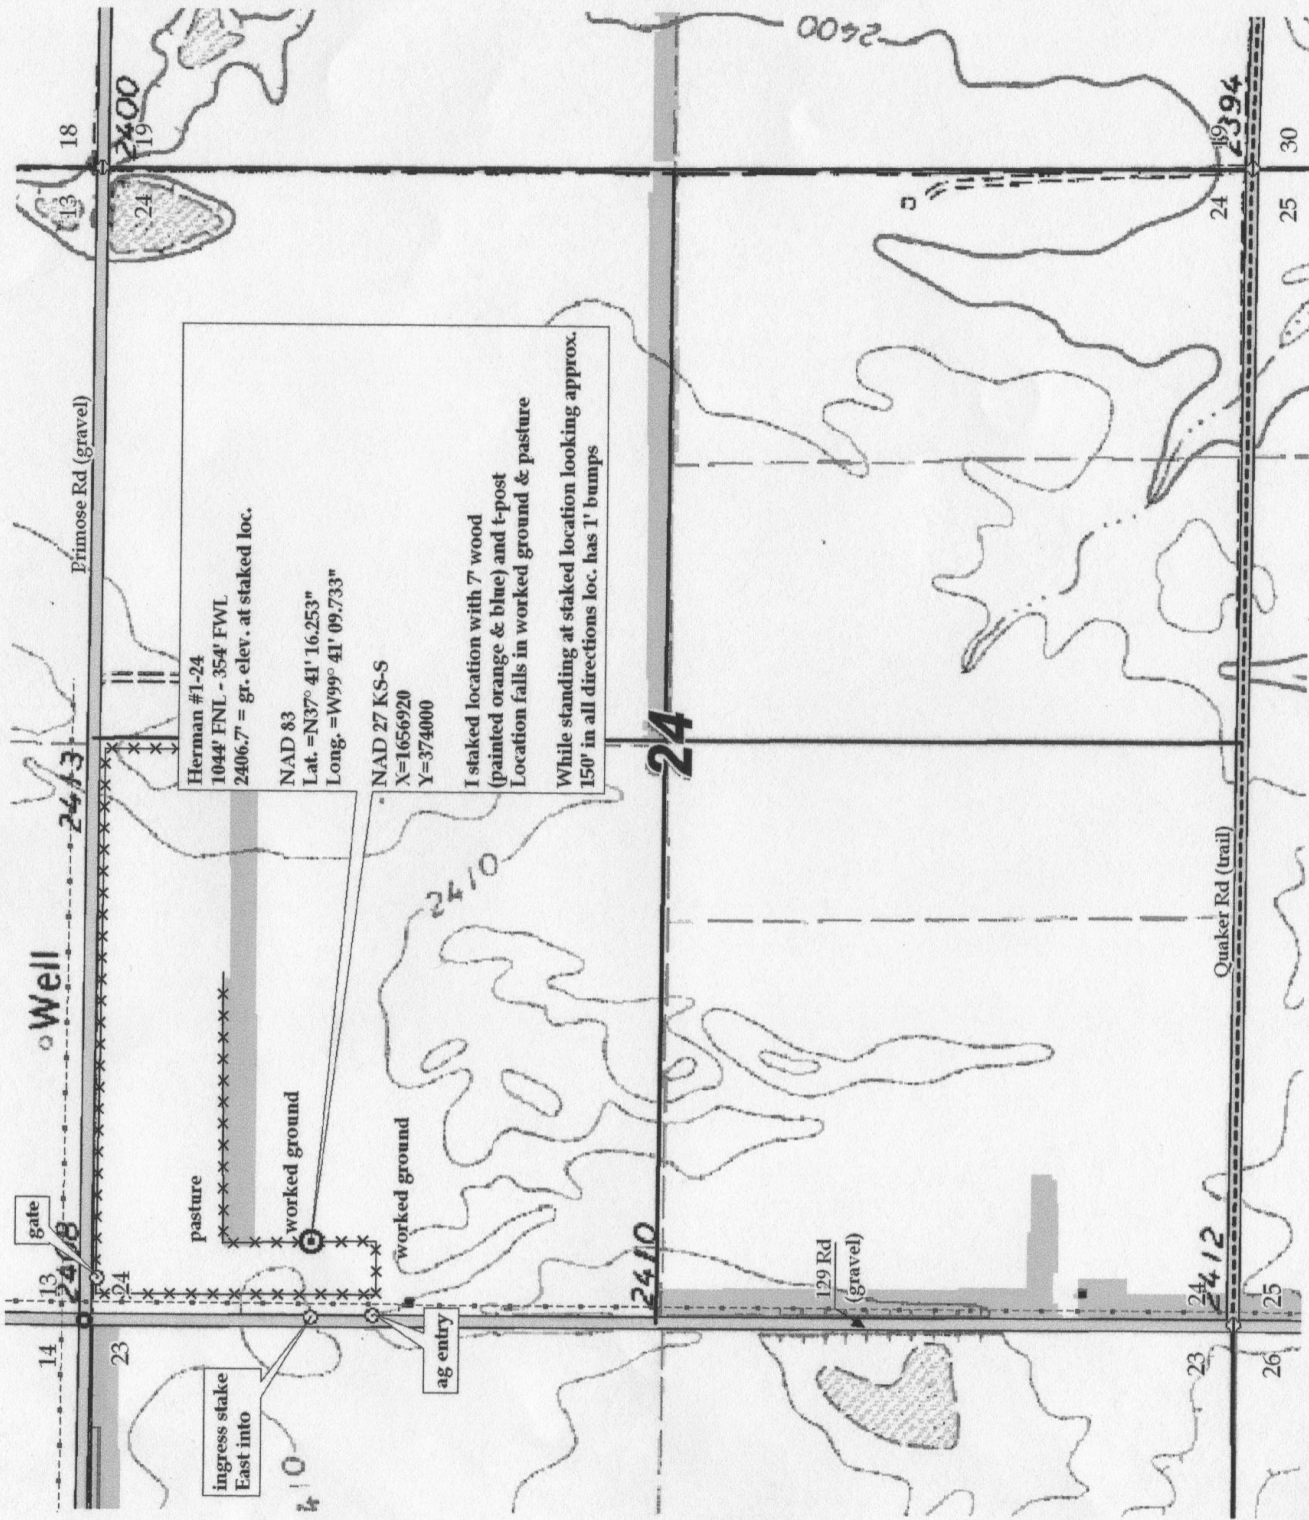 18
13
2400
19
24
Primose Rd (gravel)
2413
Well
gate
13
2408
24
14
23
Herman #1-24
1044' FNL - 354' FWL
2406.7' = gr. elev. at staked loc.
NAD 83
Lat. =N37° 41' 16.253"
Long. =W99° 41' 09.733"
NAD 27 KS-S
X=1656920
Y=374000
I staked location with 7' wood
(painted orange & blue) and t-post
Location falls in worked ground & pasture
While standing at staked location looking approx.
150' in all directions loc. has 1' bumps
pasture
worked ground
worked ground
ingress stake
East into
ag entry
2410
24
2410
2400
129 Rd
(gravel)
Quaker Rd (trail)
19
2394
24
30
25
24
2412
23
25
26